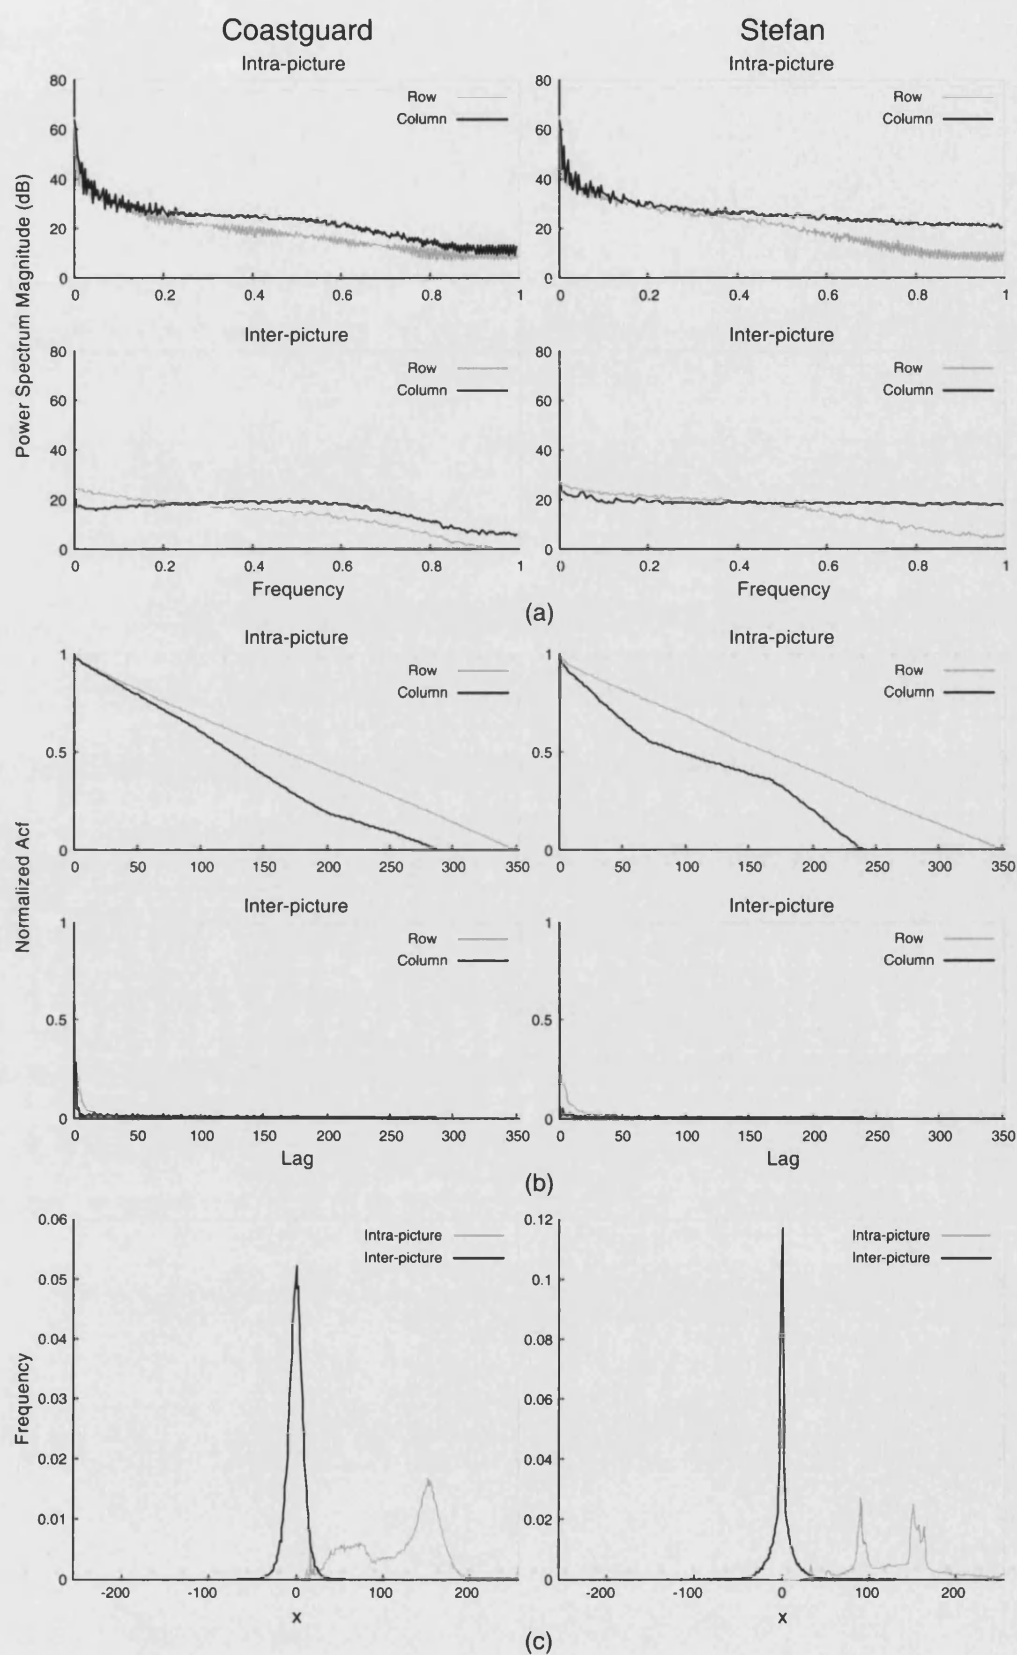 Coastguard
Stefan
Intra-picture
Intra-picture
80
60
40
20
0
Row
Column
0 0.2 0.4 0.6 0.8 1
80
60
40
20
0
Row
Column
0 0.2 0.4 0.6 0.8 1
Power Spectrum Magnitude (dB)
Inter-picture
Inter-picture
80
60
40
20
0
Row
Column
0 0.2 0.4 0.6 0.8 1
Frequency
80
60
40
20
0
Row
Column
0 0.2 0.4 0.6 0.8 1
Frequency
(a)
Intra-picture
Intra-picture
1
0.5
0
Row
Column
0 50 100 150 200 250 300 350
1
0.5
0
Row
Column
0 50 100 150 200 250 300 350
Normalized Acf
Inter-picture
Inter-picture
1
0.5
0
Row
Column
0 50 100 150 200 250 300 350
Lag
1
0.5
0
Row
Column
0 50 100 150 200 250 300 350
Lag
(b)
0.06
0.05
0.04
0.03
0.02
0.01
0
Frequency
Intra-picture
Inter-picture
-200 -100 0 100 200
x
0.12
0.1
0.08
0.06
0.04
0.02
0
Intra-picture
Inter-picture
-200 -100 0 100 200
x
(c)